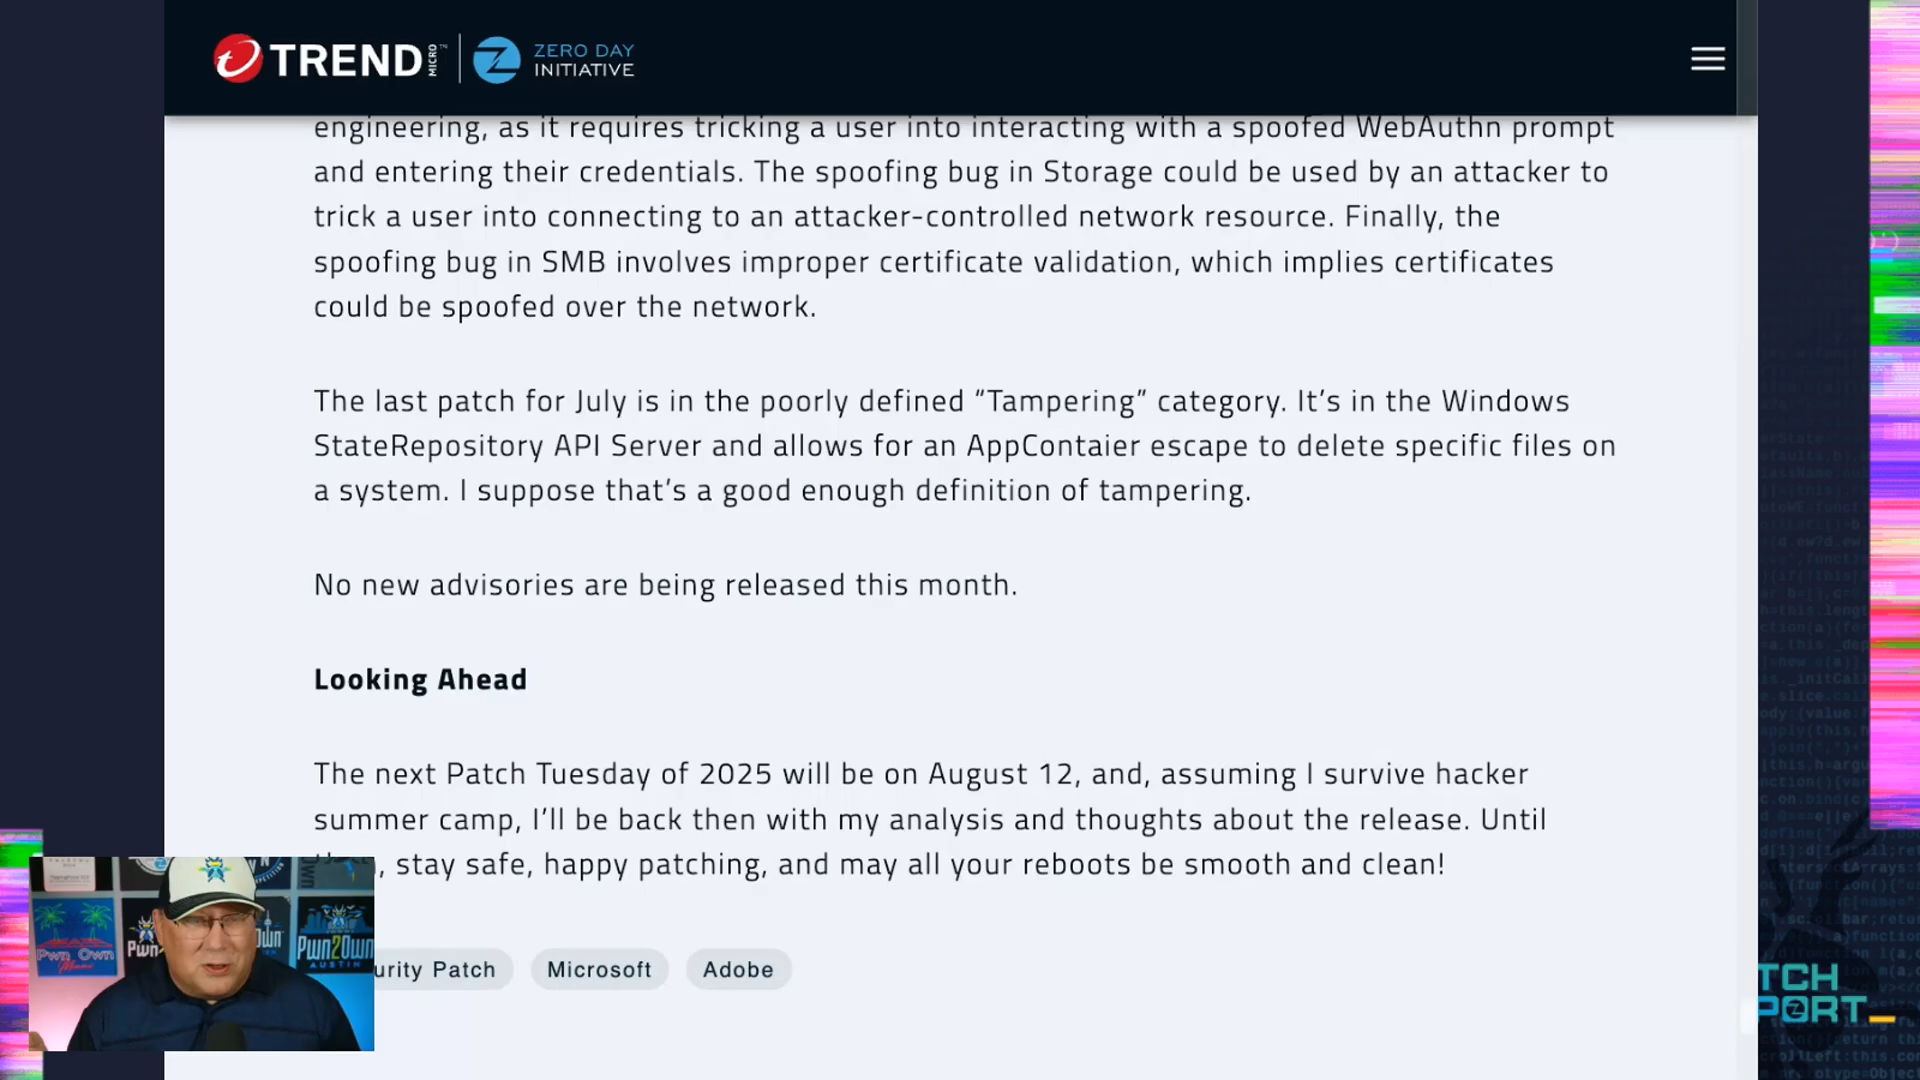 TREND MICRO
ZERO DAY
INITIATIVE
engineering, as it requires tricking a user into interacting with a spoofed WebAuthn prompt
and entering their credentials. The spoofing bug in Storage could be used by an attacker to
trick a user into connecting to an attacker-controlled network resource. Finally, the
spoofing bug in SMB involves improper certificate validation, which implies certificates
could be spoofed over the network.
The last patch for July is in the poorly defined “Tampering” category. It’s in the Windows
StateRepository API Server and allows for an AppContaier escape to delete specific files on
a system. I suppose that’s a good enough definition of tampering.
No new advisories are being released this month.
Looking Ahead
The next Patch Tuesday of 2025 will be on August 12, and, assuming I survive hacker
summer camp, I’ll be back then with my analysis and thoughts about the release. Until
, stay safe, happy patching, and may all your reboots be smooth and clean!
urity Patch
Microsoft
Adobe
Pwn Own
Miami
Pwn2Own
AUSTIN
TCH
PORT_